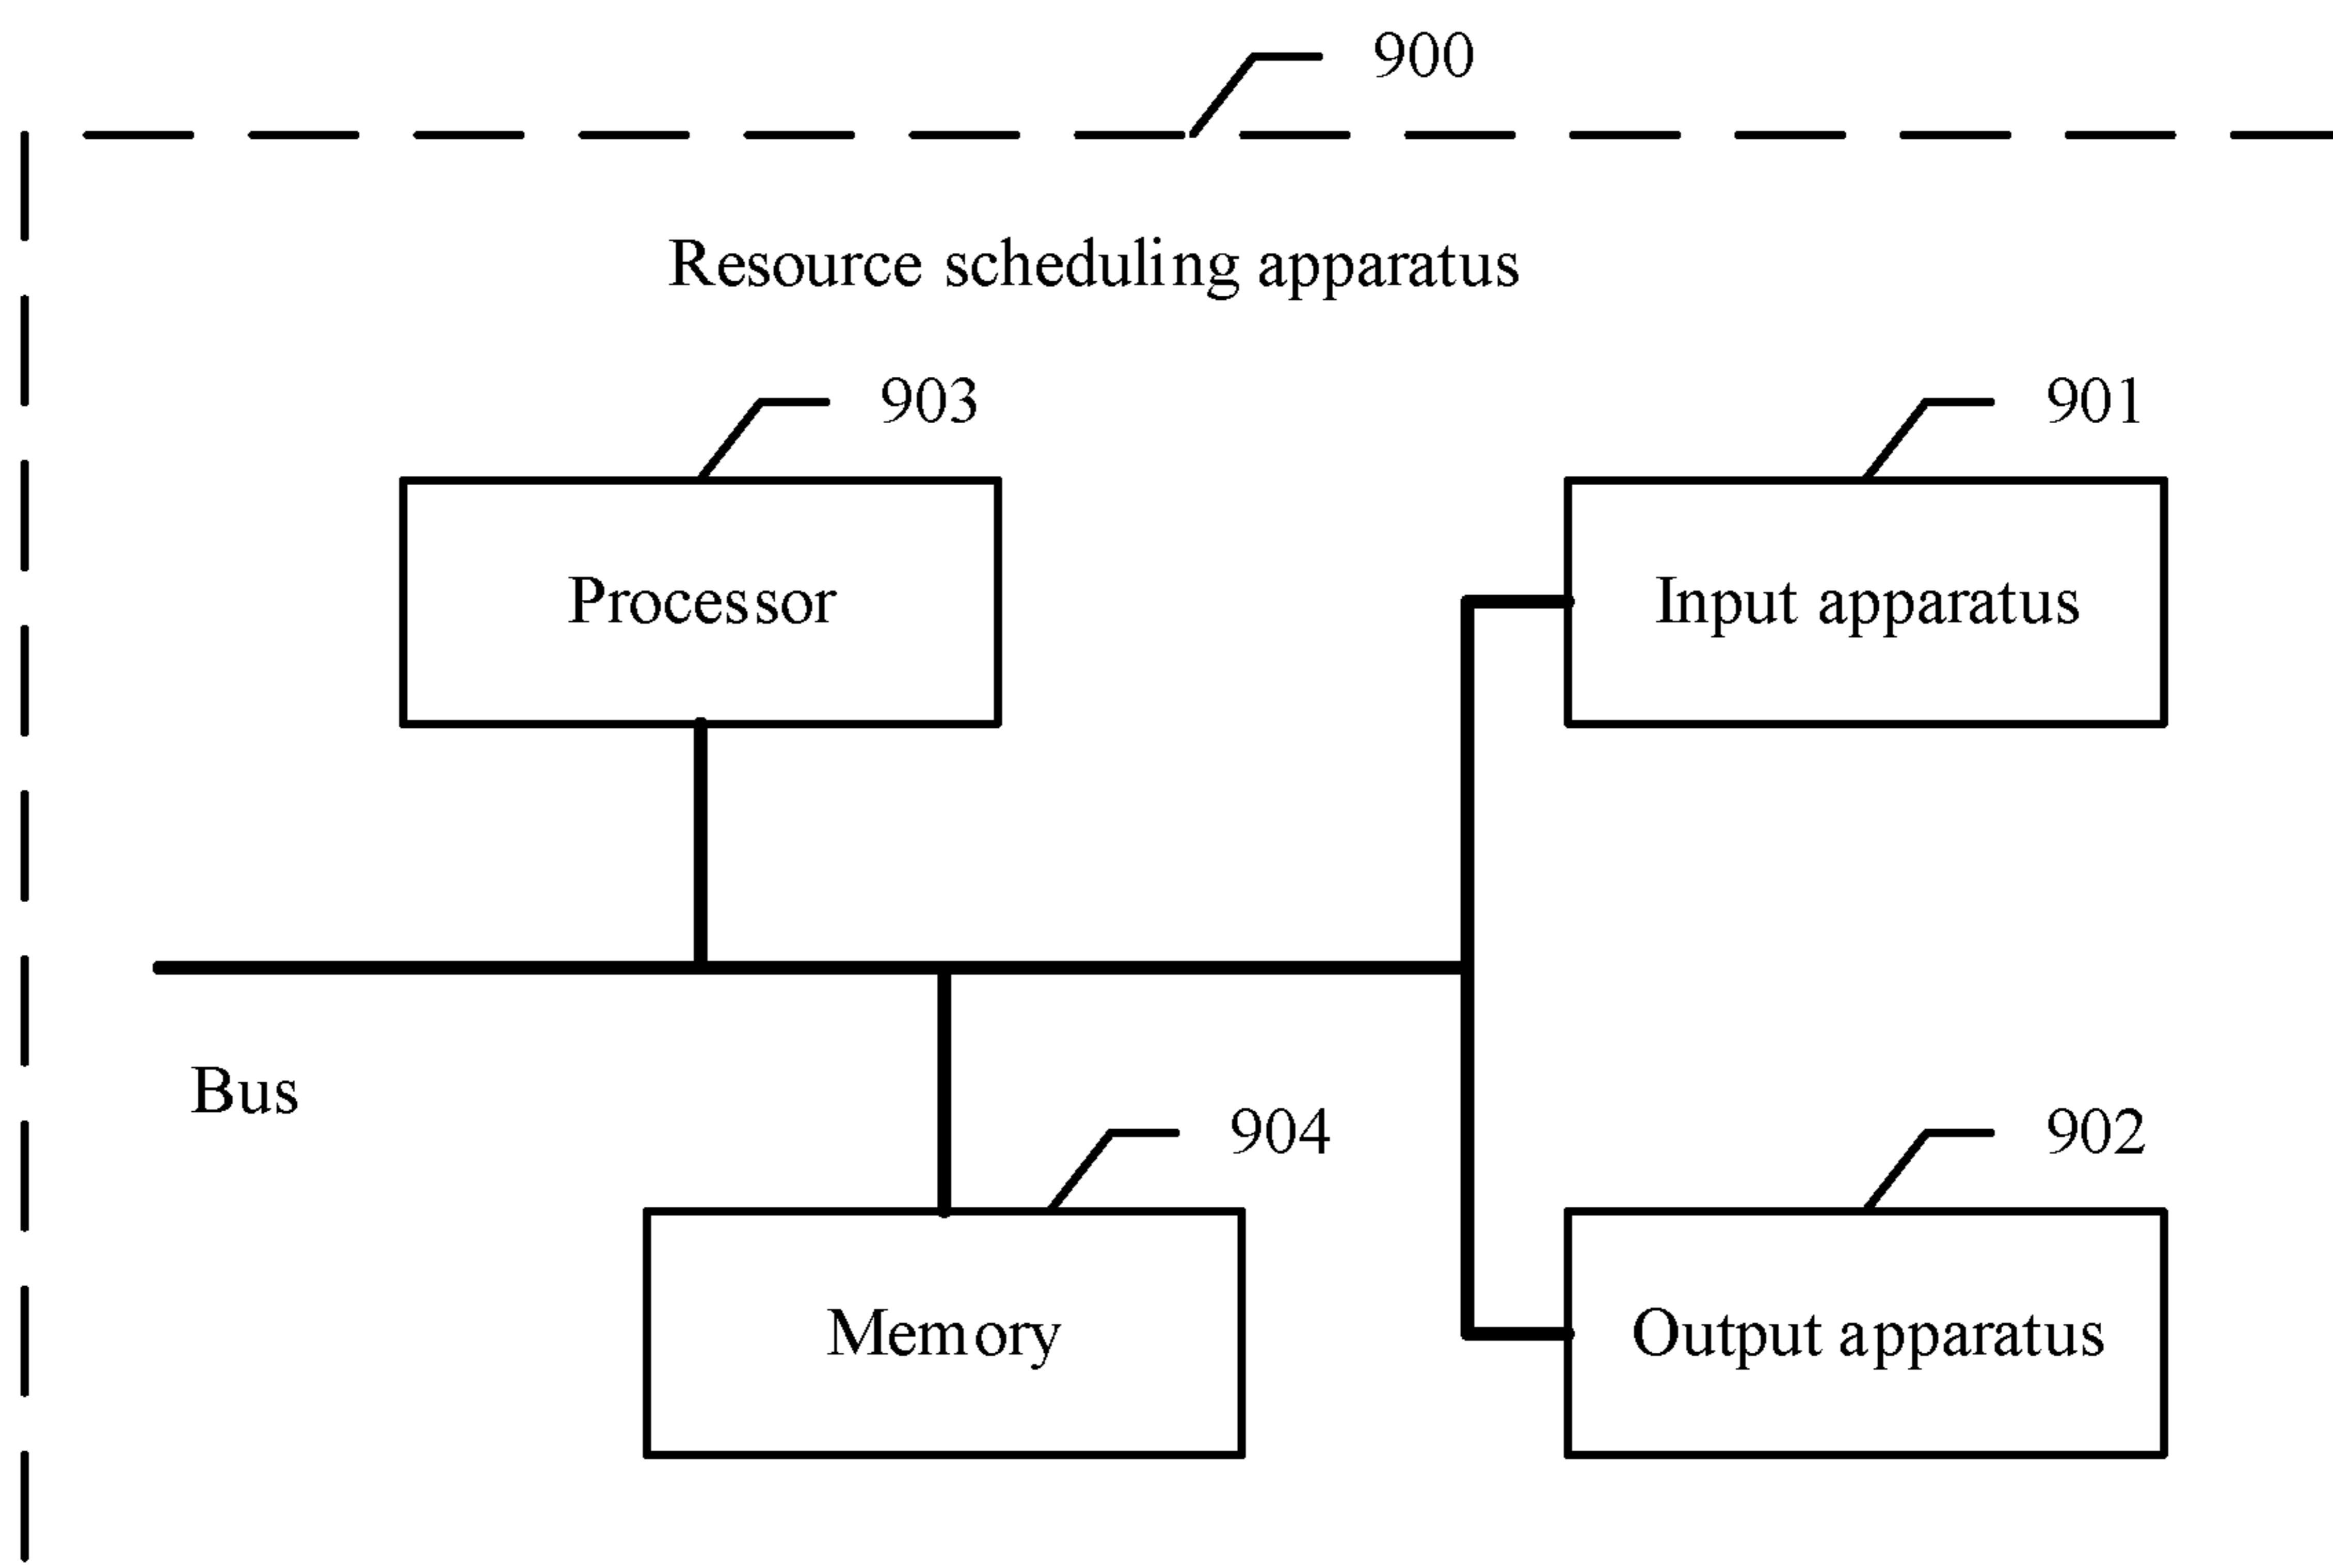 900
Resource scheduling apparatus
903
901
Processor
Input apparatus
Bus
904
902
Memory
Output apparatus